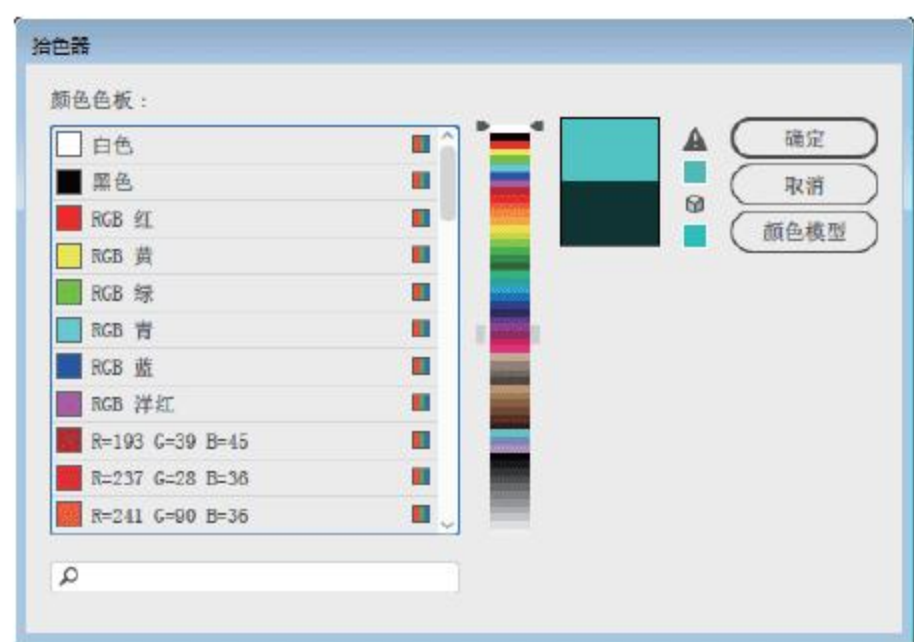 拾色器
颜色色板：
白色
黑色
RGB 红
RGB 黄
RGB 绿
RGB 青
RGB 蓝
RGB 洋红
R=193 G=39 B=45
R=237 G=28 B=36
R=241 G=90 B=36
确定
取消
颜色模型